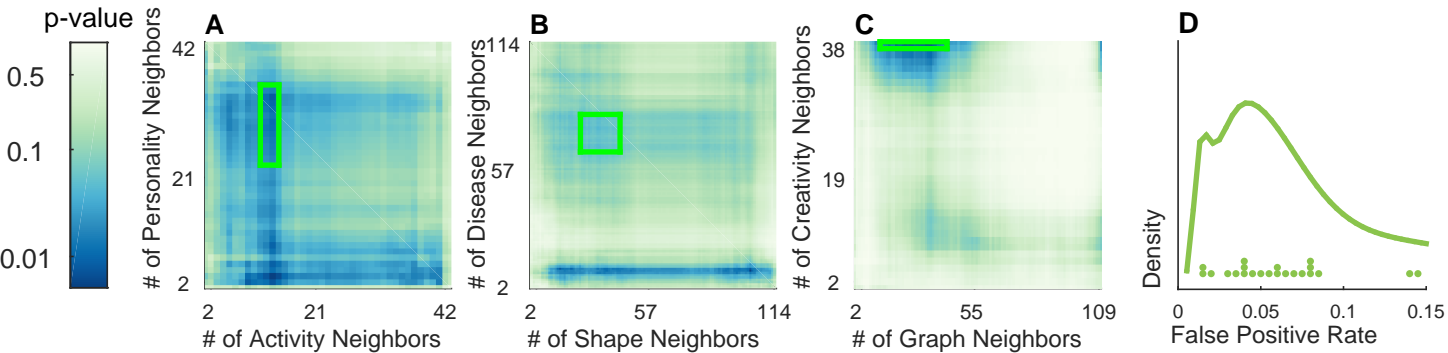 p-value
0.5
0.1
0.01
A
# of Personality Neighbors
42
21
2
2 21 42
# of Activity Neighbors
B
# of Disease Neighbors
114
57
2
2 57 114
# of Shape Neighbors
C
# of Creativity Neighbors
38
19
2
2 55 109
# of Graph Neighbors
D
Density
0 0.05 0.1 0.15
False Positive Rate